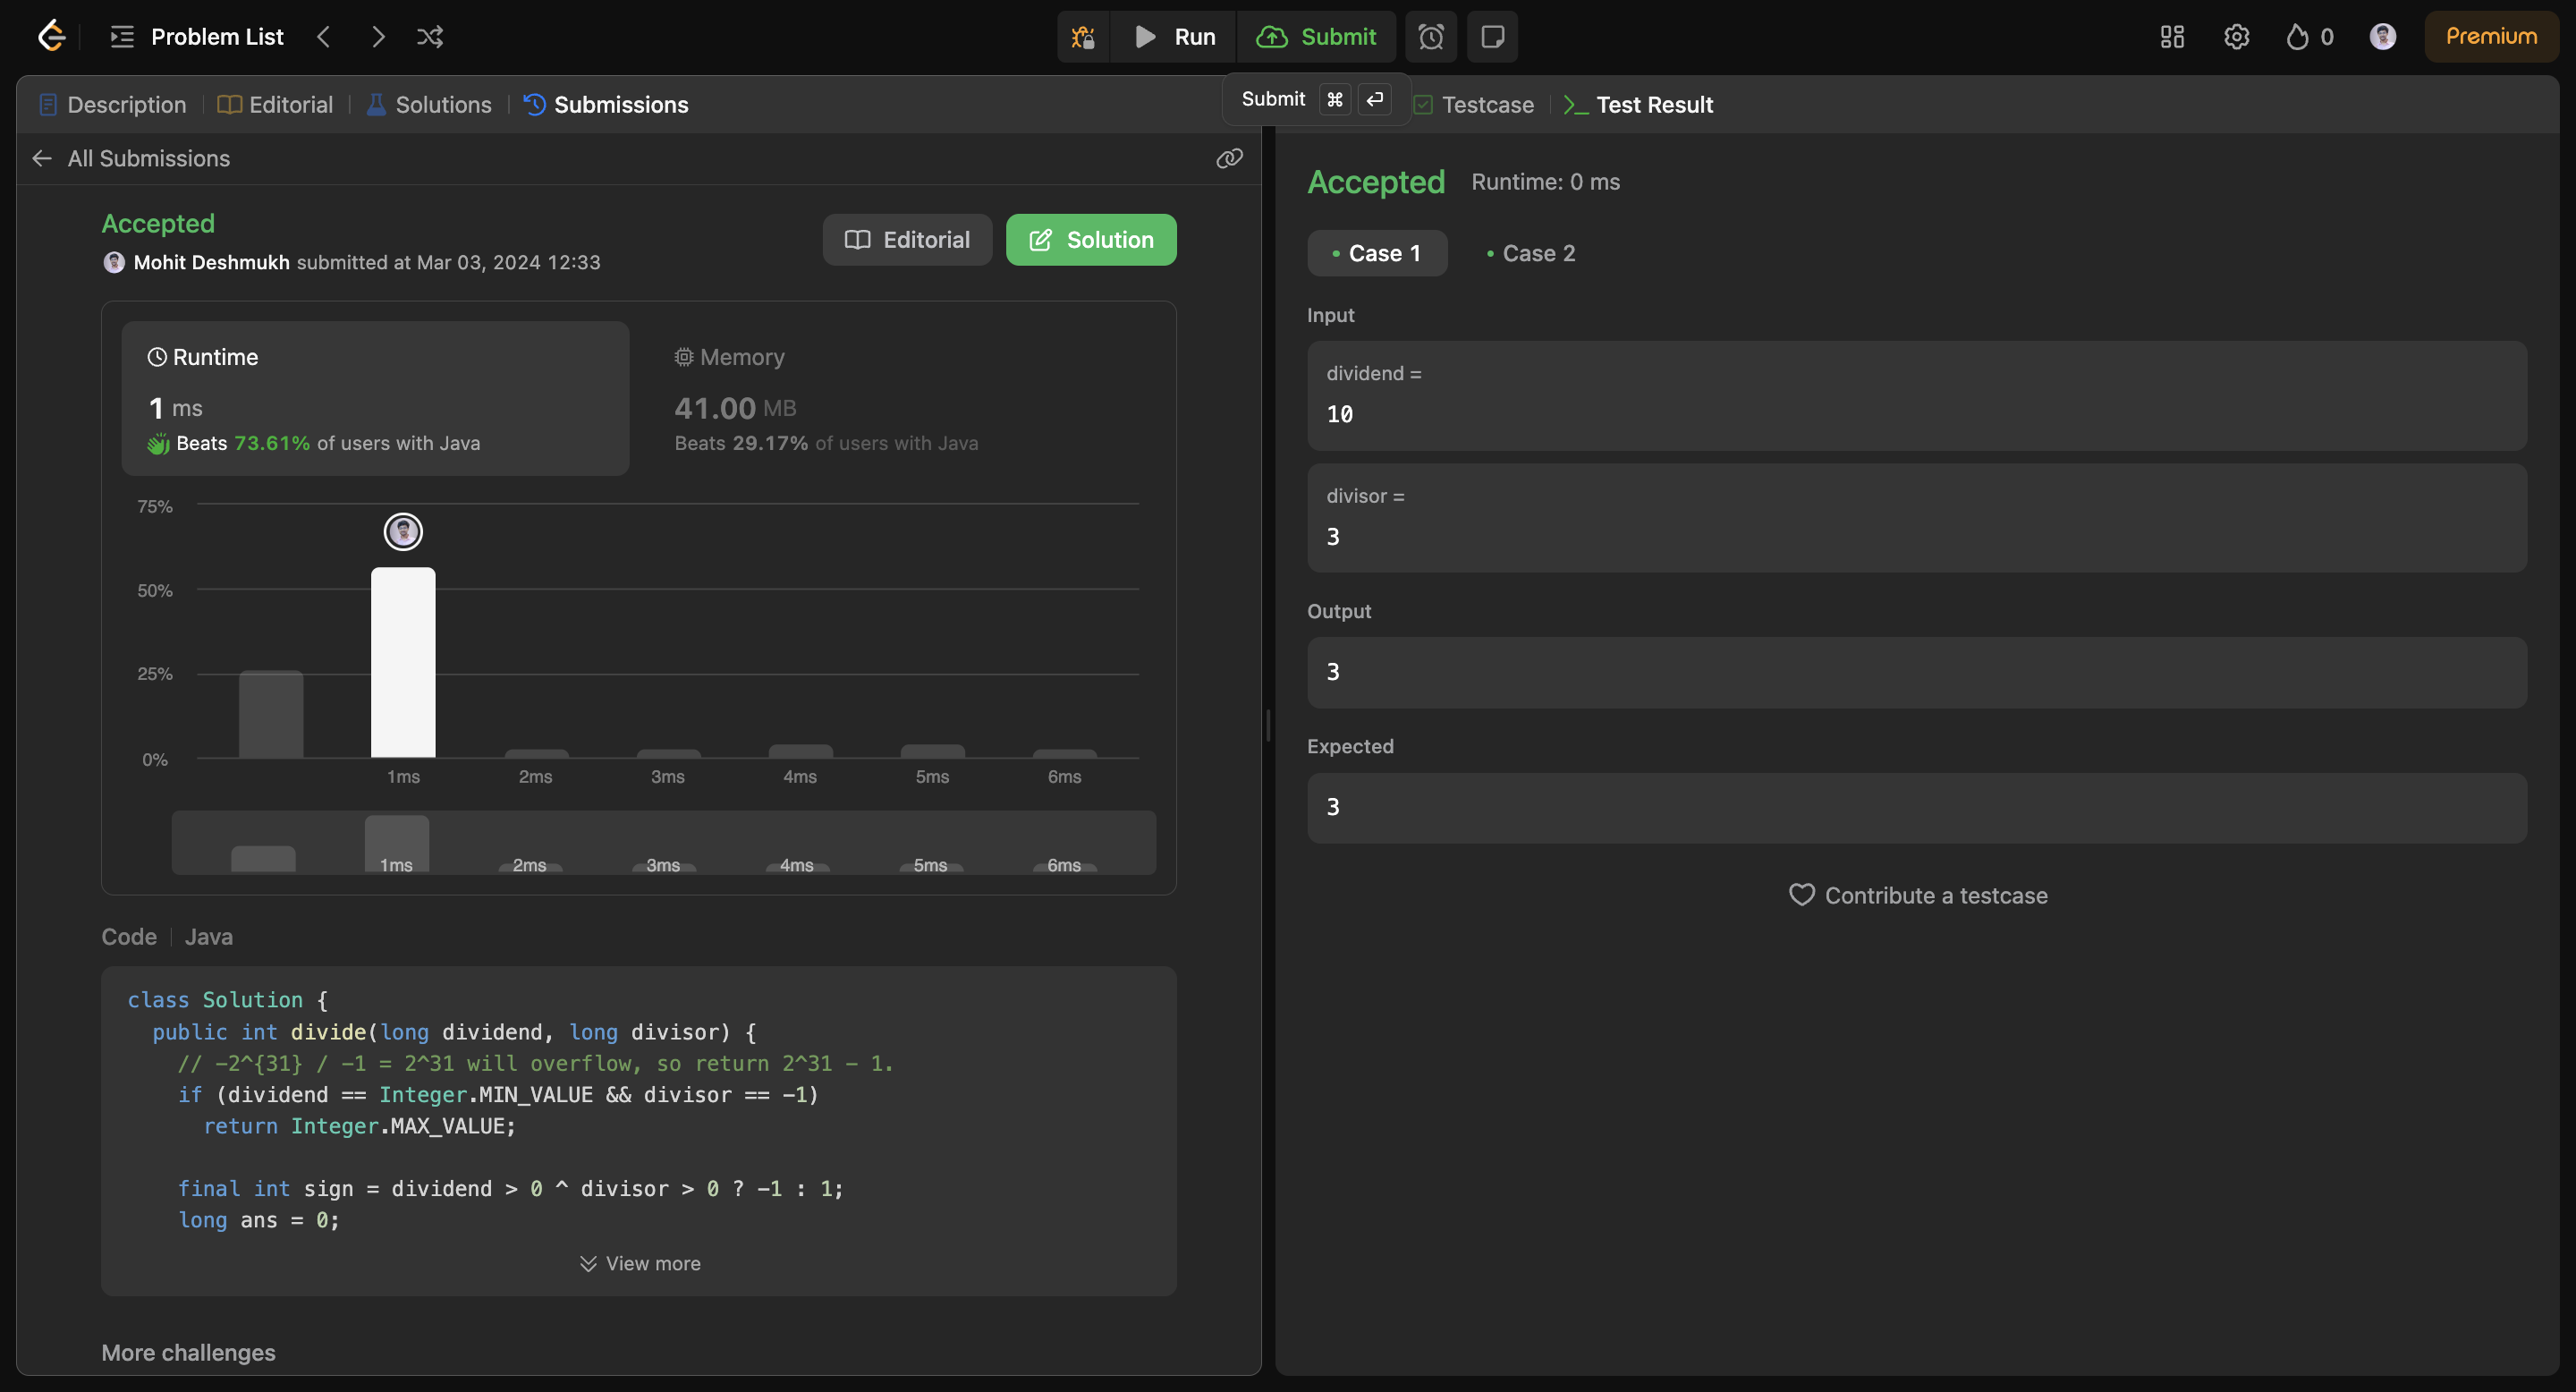 Problem List
Run
Submit
0
Premium
Description
Editorial
Solutions
Submissions
Submit ⌘ ↵
Testcase
Test Result
All Submissions
Accepted
Mohit Deshmukh submitted at Mar 03, 2024 12:33
Editorial
Solution
Runtime
1 ms
Beats 73.61% of users with Java
Memory
41.00 MB
Beats 29.17% of users with Java
75%
50%
25%
0%
1ms 2ms 3ms 4ms 5ms 6ms
1ms 2ms 3ms 4ms 5ms 6ms
Code
Java
class Solution {
  public int divide(long dividend, long divisor) {
    // -2^{31} / -1 = 2^31 will overflow, so return 2^31 - 1.
    if (dividend == Integer.MIN_VALUE && divisor == -1)
      return Integer.MAX_VALUE;
    final int sign = dividend > 0 ^ divisor > 0 ? -1 : 1;
    long ans = 0;
View more
More challenges
Accepted
Runtime: 0 ms
• Case 1
• Case 2
Input
dividend =
10
divisor =
3
Output
3
Expected
3
Contribute a testcase